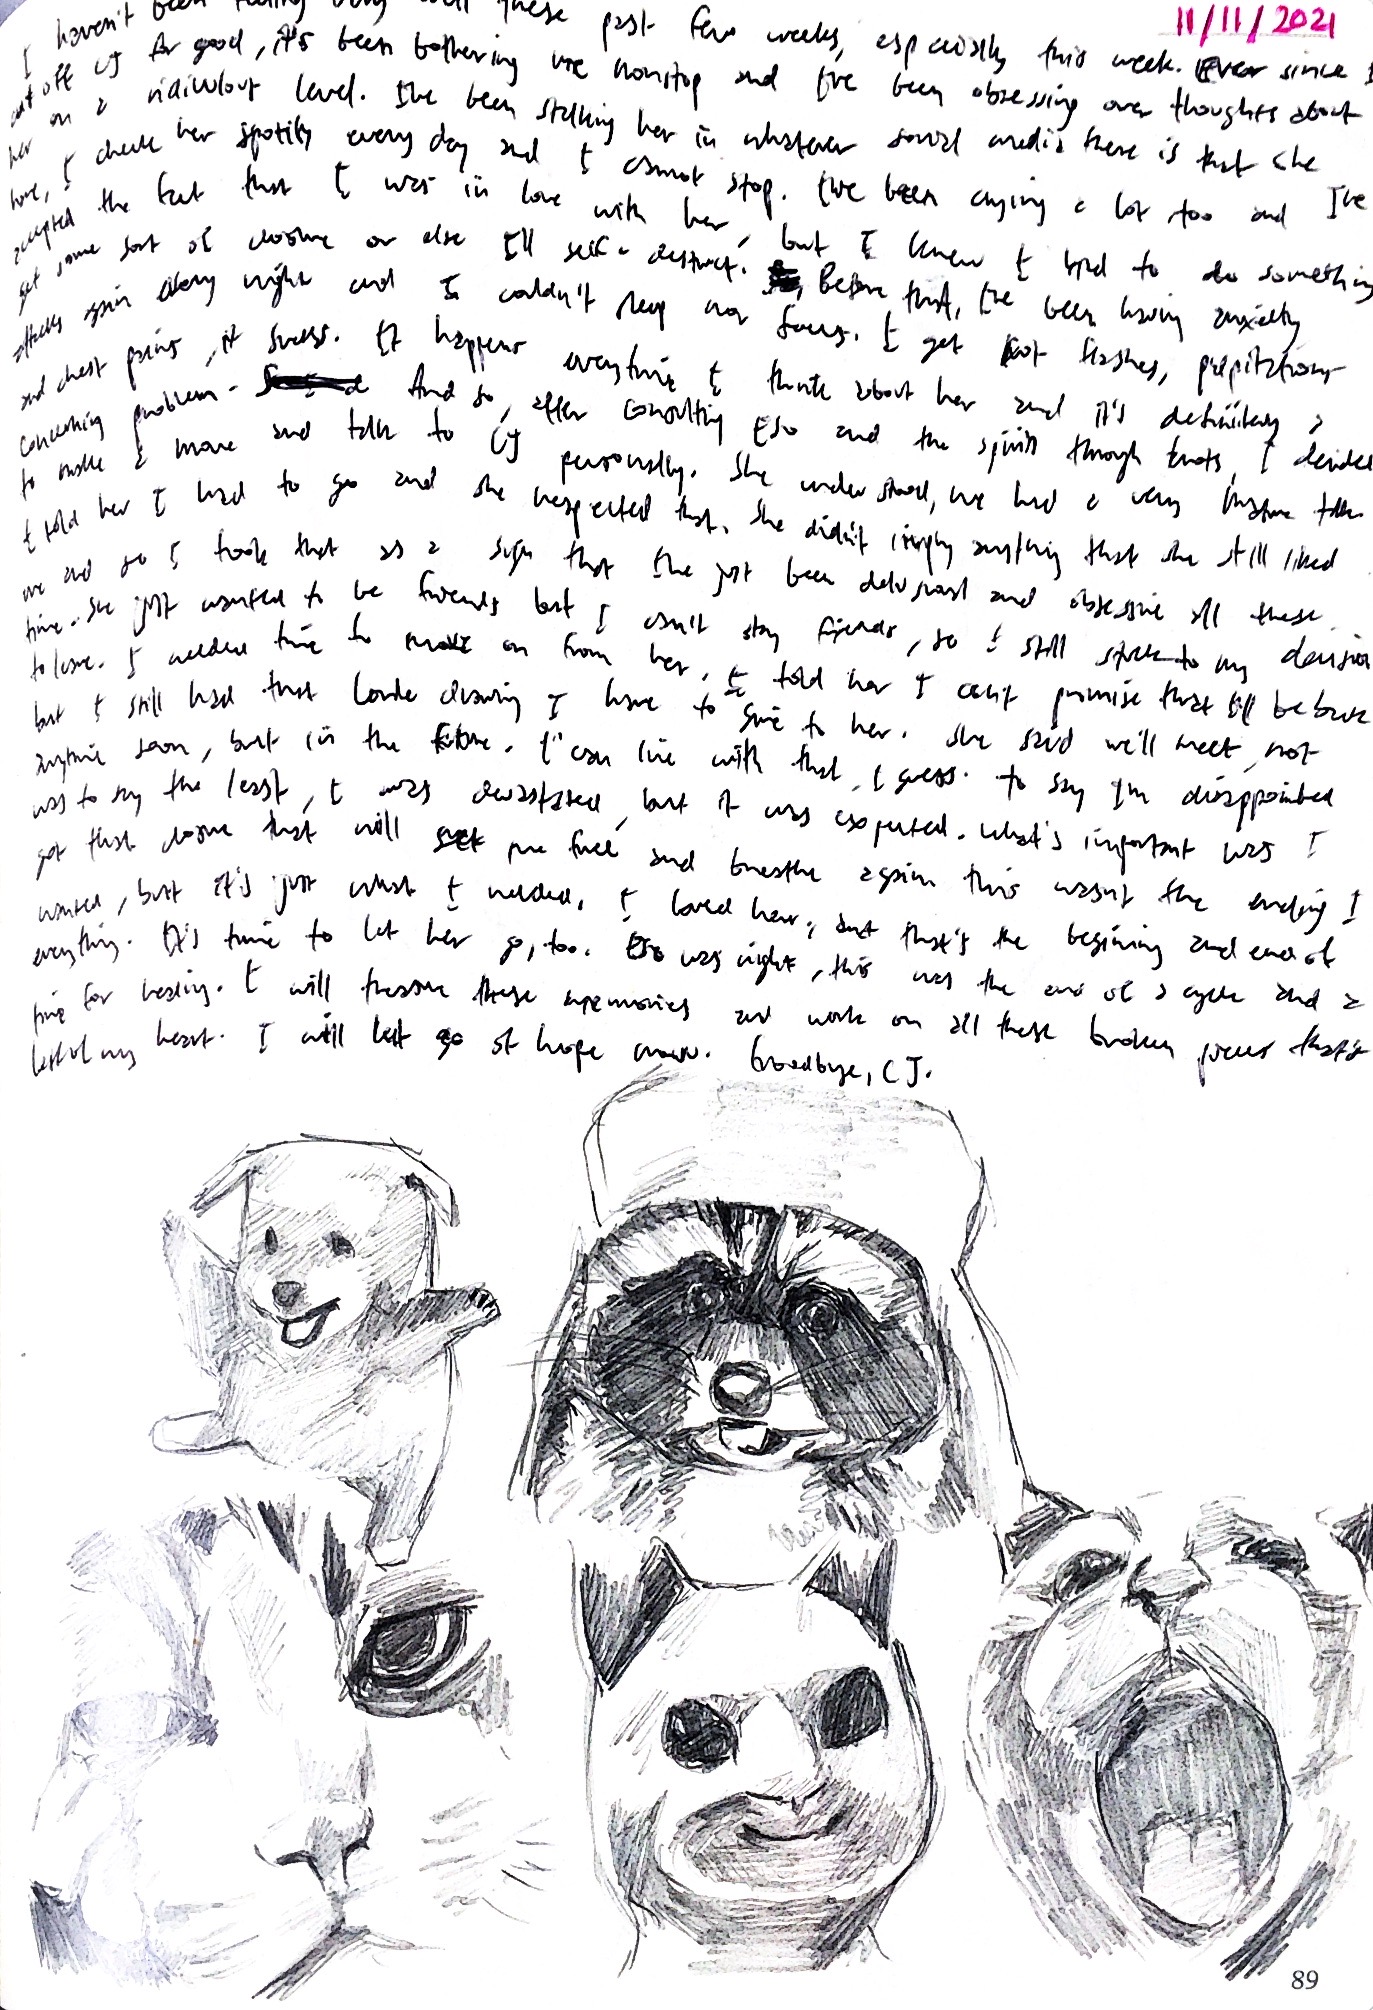 11/11/2021
I haven't been feeling very well these past few weeks, especially this week. Ever since I
cut off CJ for good, it's been bothering me nonstop and I've been obsessing over thoughts about
her on a ridiculout level. I've been stalking her in whatever social media there is that she
have, I check her spotify every day and I cannot stop. I've been crying a lot too and I've
accepted the fact that I was in love with her, but I knew I had to do something
get some sort of closure or else I'll self-destruct. Before this, I've been having anxiety
attacks again every night and I couldn't sleep nor focus. I get hot flashes, palpitations
and chest pains, it sucess. It happens everytime I think about her and it's definitely a
concerning problem. And so, after consulting Eso and the spirits through tarots, I decided
to make a move and talk to CJ personally. She understood, we had a very mature talk.
I told her I had to go and she respected that. She didn't imply anything that she still liked
me and so I took that as a sign that I've just been delusional and obsessive all these
time. She just wanted to be friends but I can't stay friends, so I still stuck to my decision
to leave. I needed time to move on from her. I told her I can't promise that I'll be back
but I still had that drawing I have to give to her. She said we'll meet, not
anytime soon, but in the future. I can live with that, I guess. To say I'm disappointed
was to say the least, I was devastated, but it was expected. What's important was I
got that closure that will set me free and breathe again. This wasn't the ending I
wanted, but it's just what I needed. I loved her, and that's the begining and end of
everything. It's time to let her go, too. Eso was right, this was the end of a cycle and a
time for healing. I will treasure these memories and work on all these broken pieces that's
left of my heart. I will let go of hope now. Goodbye, CJ.
89